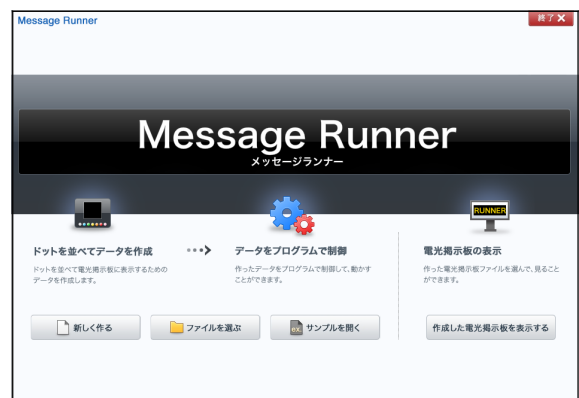 Message Runner
終了
Message Runner
メッセージランナー
RUNNER
ドットを並べてデータを作成
データをプログラムで制御
電光掲示板の表示
ドットを並べて電光掲示板に表示するための
データを作成します。
作ったデータをプログラムで制御して、動かす
ことができます。
作った電光掲示板ファイルを選んで、見ること
ができます。
新しく作る
ファイルを選ぶ
ex.
サンプルを開く
作成した電光掲示板を表示する